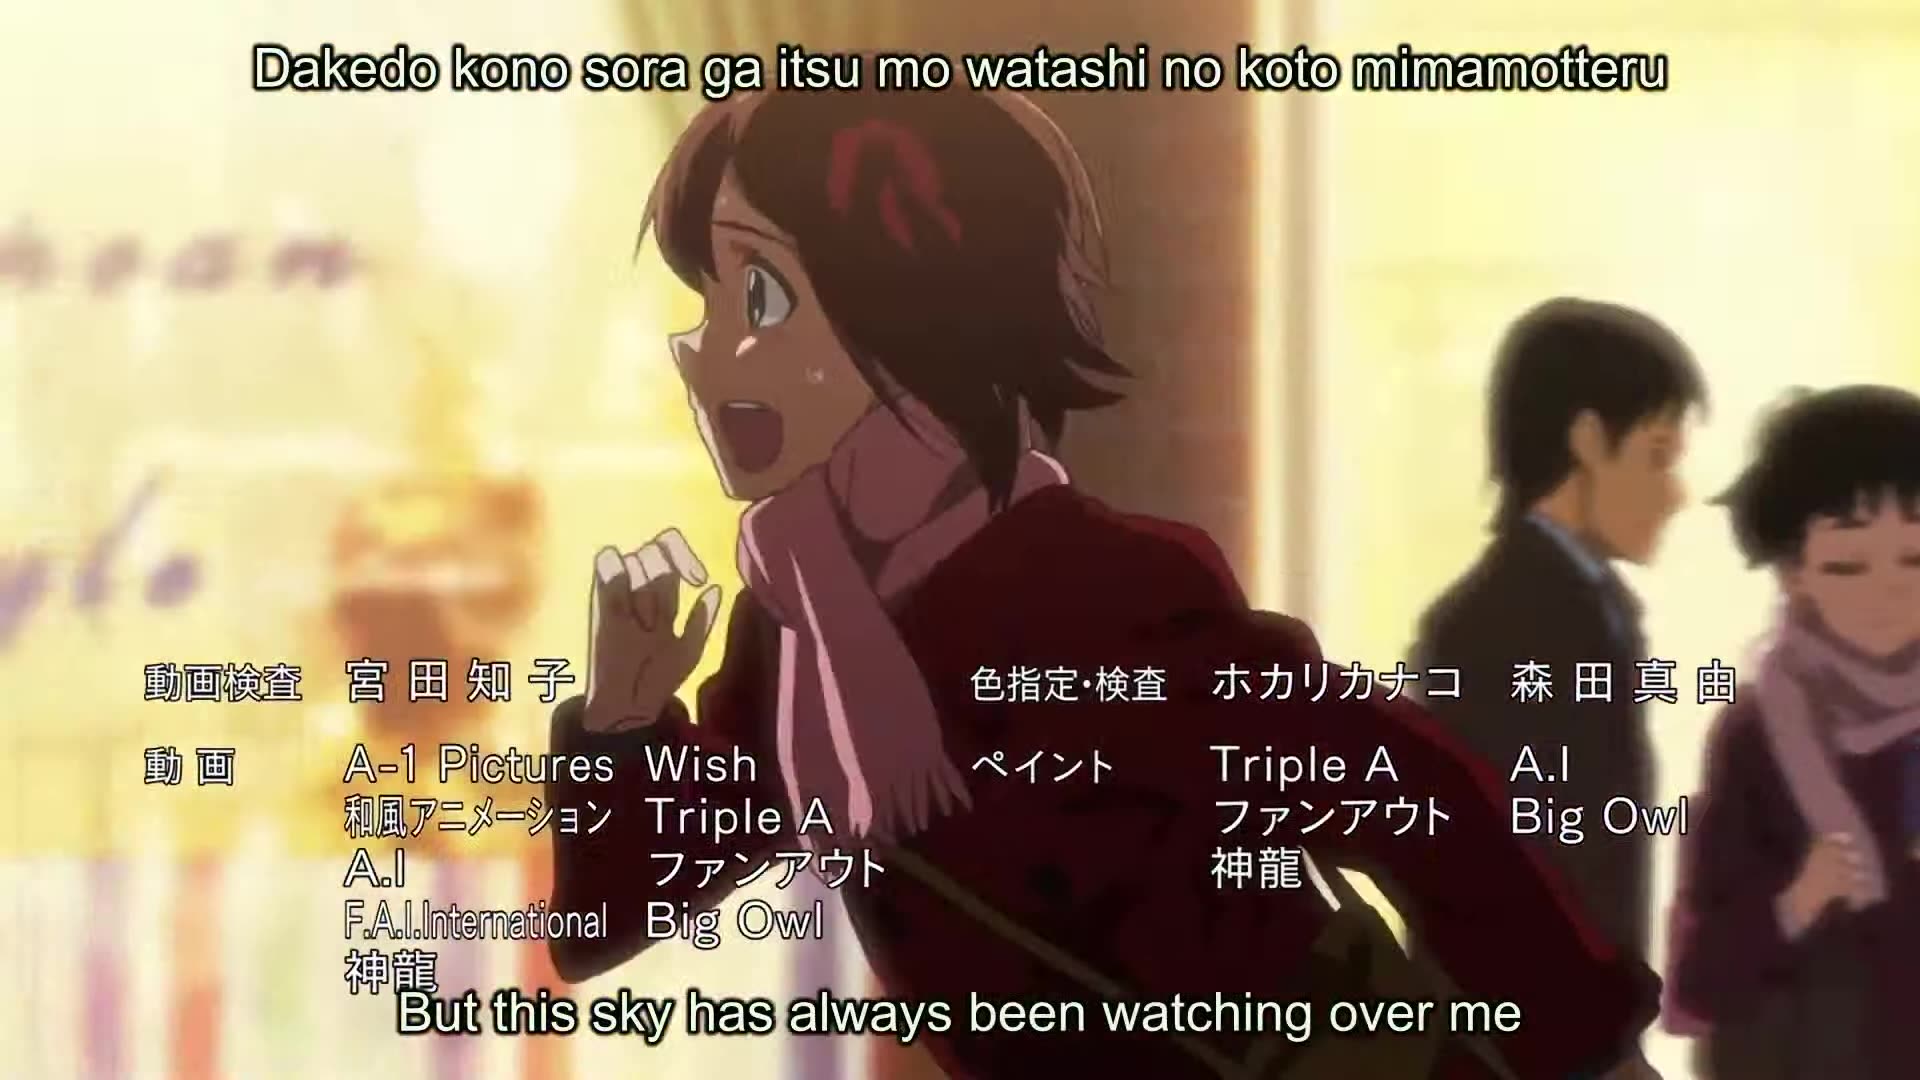 Dakedo kono sora ga itsu mo watashi no koto mimamotteru
動画検査 宮田知子
動画 A-1 Pictures Wish
和風アニメーション Triple A
A.I ファンアウト
F.A.I.International Big Owl
神龍
色指定・検査 ホカリカナコ 森田真由
ペイント Triple A A.I
ファンアウト Big Owl
神龍
But this sky has always been watching over me